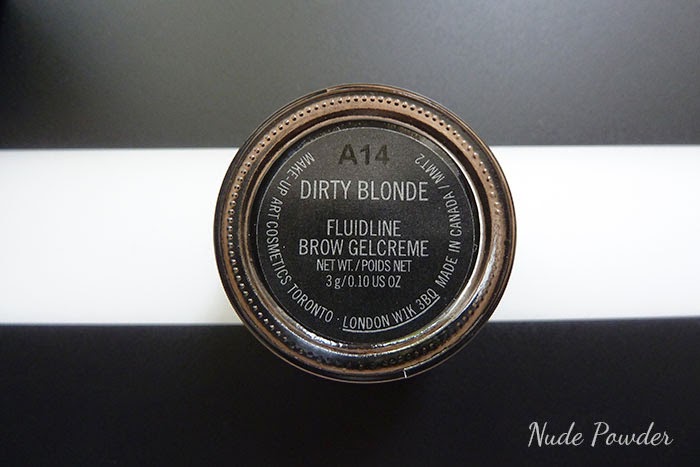 A14
DIRTY BLONDE
FLUIDLINE
BROW GELCREME
NET WT./POIDS NET
3 g/0.10 US OZ
MAKE-UP ART COSMETICS TORONTO · LONDON W1K 3BQ MADE IN CANADA / MMT2
Nude Powder